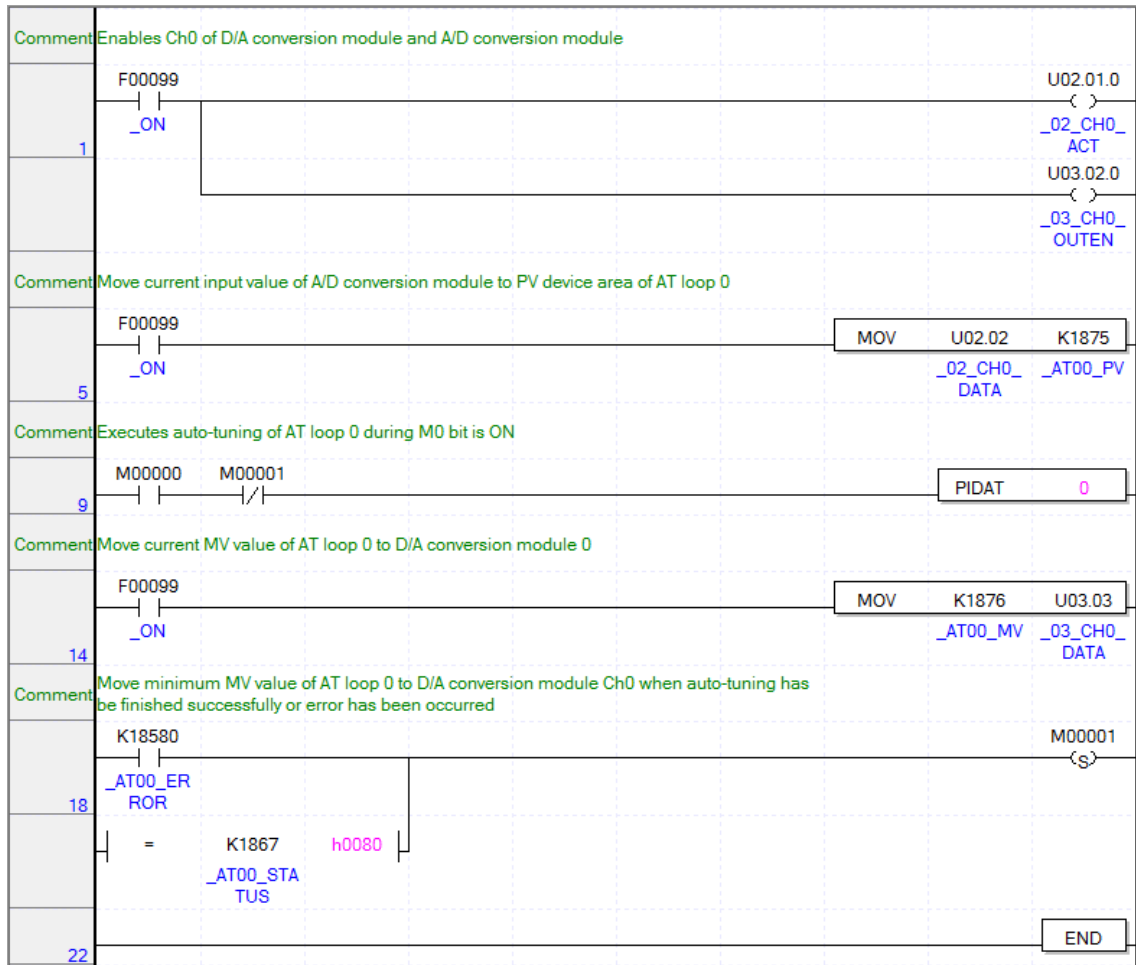 Comment Enables Ch0 of D/A conversion module and A/D conversion module
F00099 U02.01.0
_ON _02_CH0_
1 ACT
U03.02.0
_03_CH0_
OUTEN
Comment Move current input value of A/D conversion module to PV device area of AT loop 0
F00099
MOV U02.02 K1875
_ON _02_CH0_ _AT00_PV
5 DATA
Comment Executes auto-tuning of AT loop 0 during M0 bit is ON
M00000 M00001
9 PIDAT 0
Comment Move current MV value of AT loop 0 to D/A conversion module 0
F00099
MOV K1876 U03.03
_ON _AT00_MV _03_CH0_
14 DATA
Comment Move minimum MV value of AT loop 0 to D/A conversion module Ch0 when auto-tuning has
be finished successfully or error has been occurred
K18580 M00001
S
_AT00_ER
18 ROR
= K1867 h0080
_AT00_STA
TUS
22 END